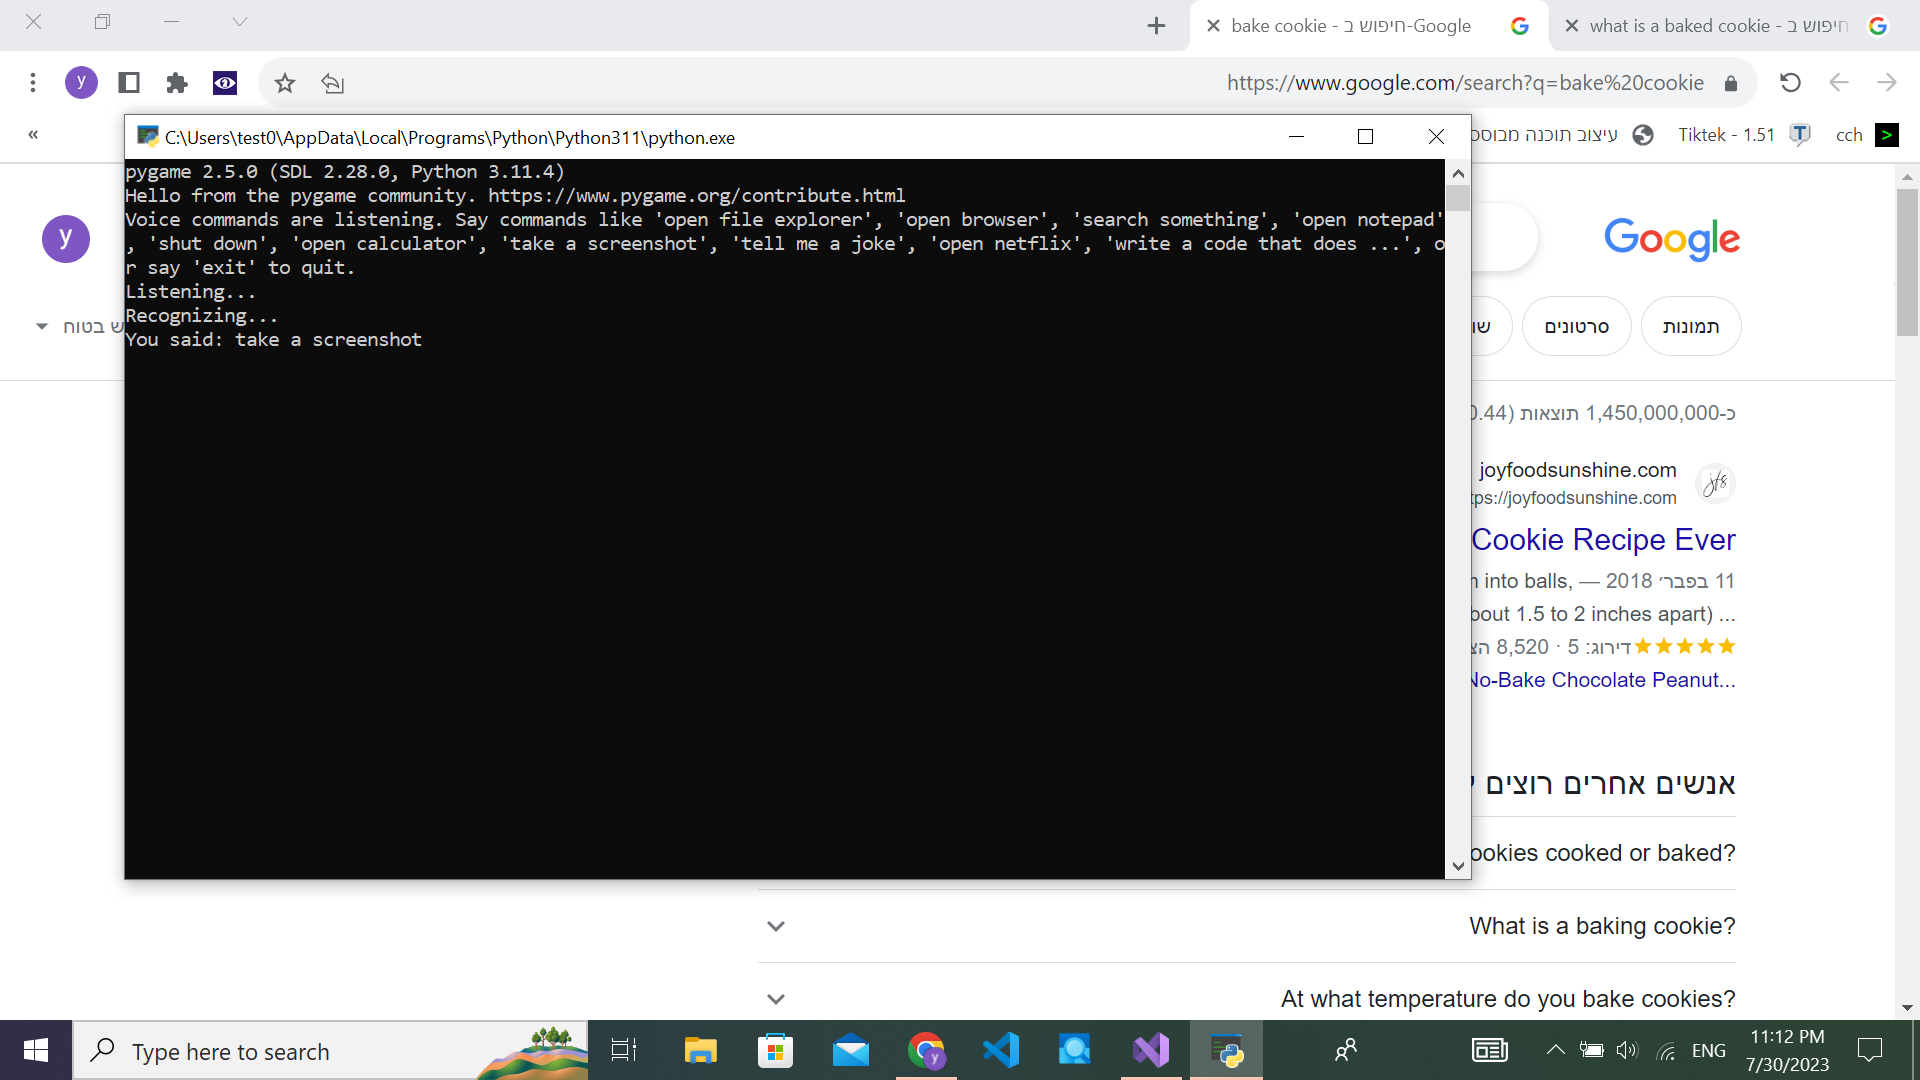 bake cookie - חיפוש ב-Google
what is a baked cookie - חיפוש ב
y
https://www.google.com/search?q=bake%20cookie
«
C:\Users\test0\AppData\Local\Programs\Python\Python311\python.exe
עיצוב תוכנה מבוסס
Tiktek - 1.51
cch
pygame 2.5.0 (SDL 2.28.0, Python 3.11.4)
Hello from the pygame community. https://www.pygame.org/contribute.html
Voice commands are listening. Say commands like 'open file explorer', 'open browser', 'search something', 'open notepad'
, 'shut down', 'open calculator', 'take a screenshot', 'tell me a joke', 'open netflix', 'write a code that does ...', o
r say 'exit' to quit.
Listening...
Recognizing...
You said: take a screenshot
y
Google
תמונות
סרטונים
שו
ש בטוח
כ-1,450,000,000 תוצאות (0.44
joyfoodsunshine.com
jfs
tps://joyfoodsunshine.com
Cookie Recipe Ever
11 בפבר׳ 2018 — into balls,
bout 1.5 to 2 inches apart) ...
דירוג: 5 · 8,520 הצ
No-Bake Chocolate Peanut...
אנשים אחרים רוצים
ookies cooked or baked?
What is a baking cookie?
At what temperature do you bake cookies?
Type here to search
y
ENG
11:12 PM
7/30/2023